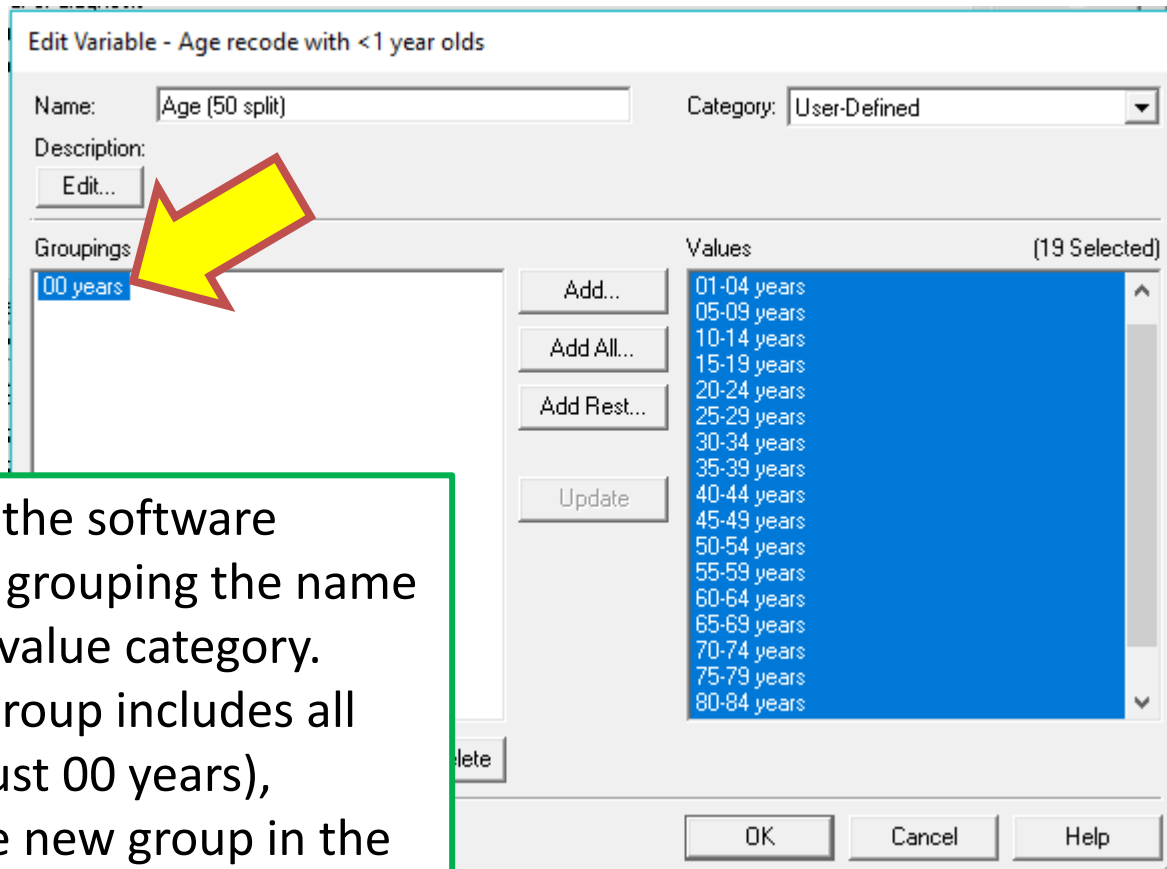 Edit Variable - Age recode with <1 year olds
Name: Age (50 split) Category: User-Defined
Description:
Edit...
Groupings Values (19 Selected)
00 years
Add...
Add All...
Add Rest...
Update
01-04 years
05-09 years
10-14 years
15-19 years
20-24 years
25-29 years
30-34 years
35-39 years
40-44 years
45-49 years
50-54 years
55-59 years
60-64 years
65-69 years
70-74 years
75-79 years
80-84 years
the software
grouping the name
value category.
roup includes all
ust 00 years),
e new group in the
lete
OK Cancel Help